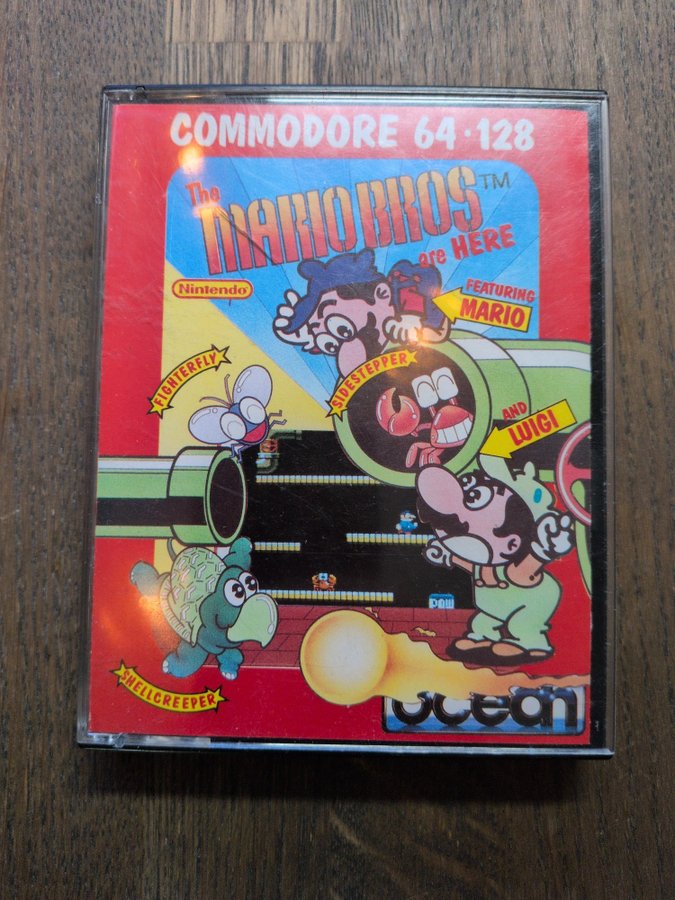 COMMODORE 64·128
The
MARIO BROS™
are HERE
Nintendo
FEATURING
MARIO
FIGHTERFLY
SIDESTEPPER
AND
LUIGI
POW
SHELLCREEPER
ocean